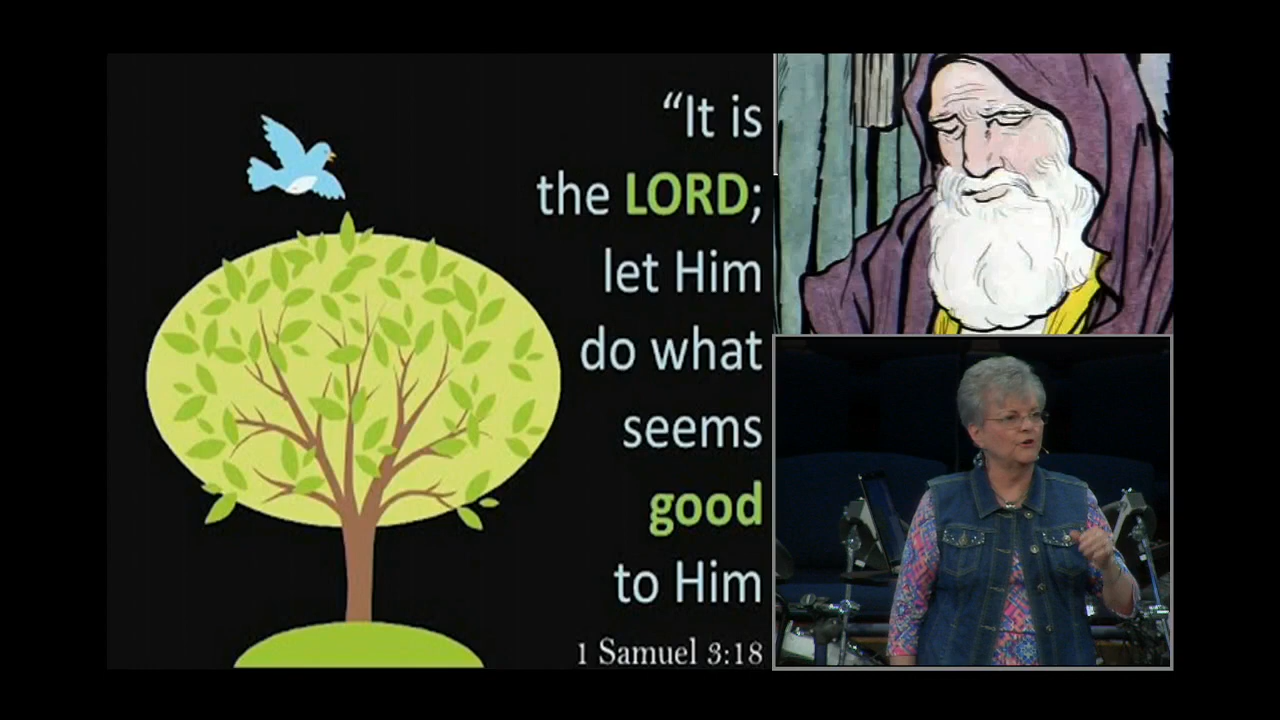 “It is
the LORD;
let Him
do what
seems
good
to Him
1 Samuel 3:18